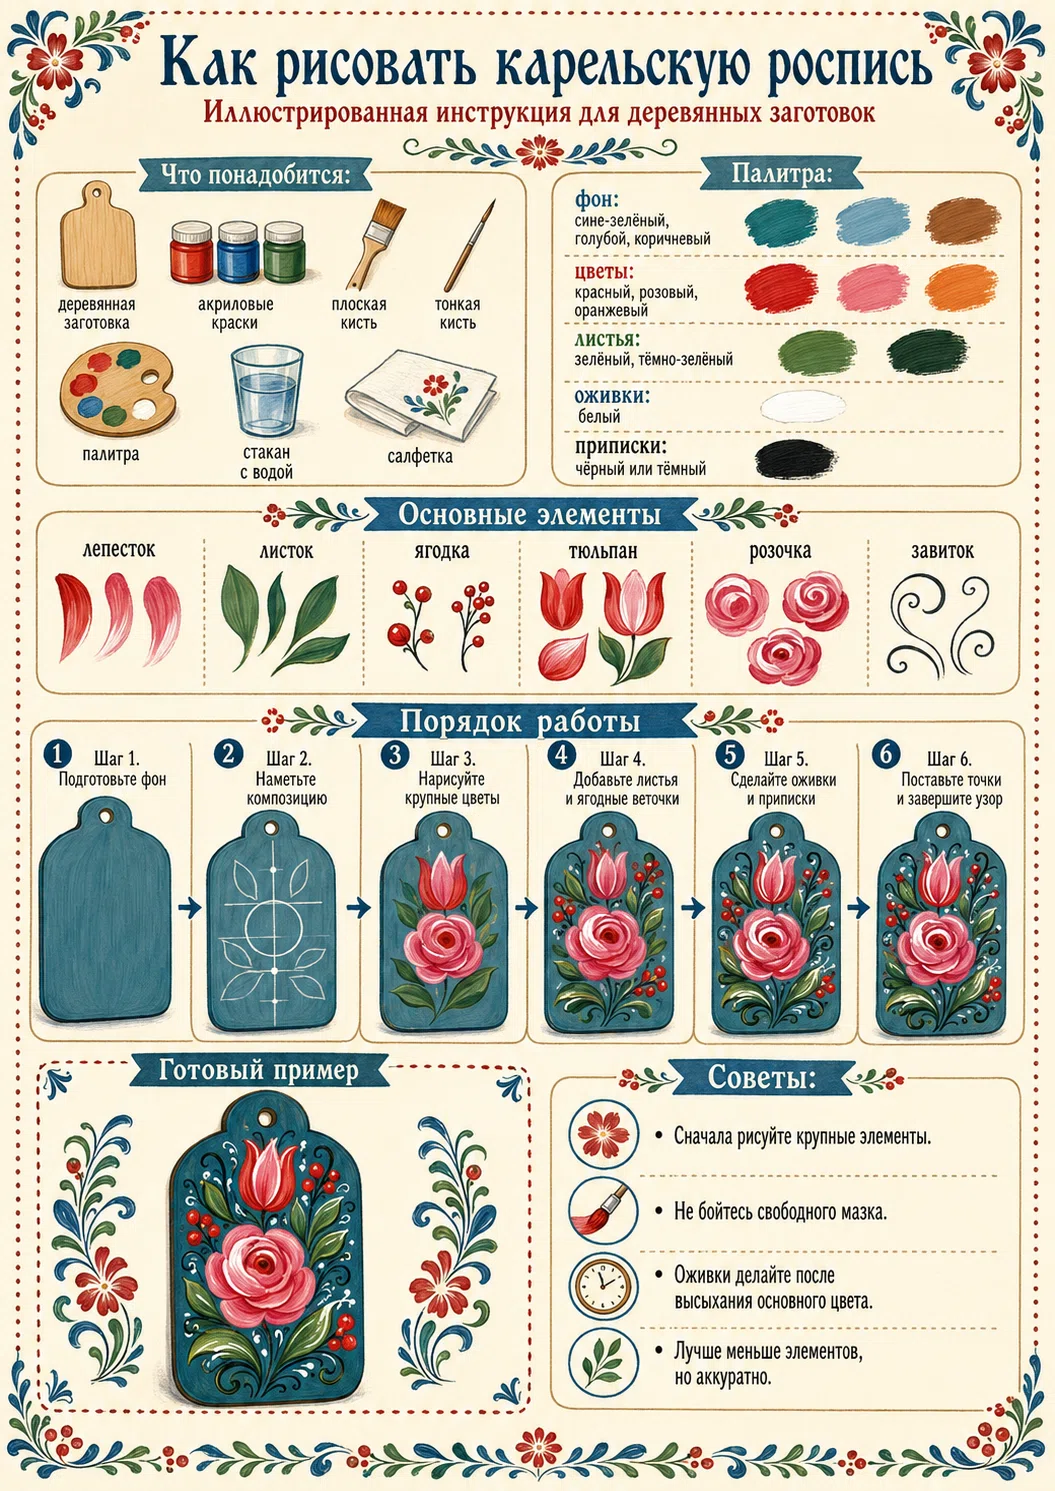 Как рисовать карельскую роспись
Иллюстрированная инструкция для деревянных заготовок
Что понадобится:
деревянная
заготовка
акриловые
краски
плоская
кисть
тонкая
кисть
палитра
стакан
с водой
салфетка
Палитра:
фон:
сине-зелёный,
голубой, коричневый
цветы:
красный, розовый,
оранжевый
листья:
зелёный, тёмно-зелёный
оживки:
белый
приписки:
чёрный или тёмный
Основные элементы
лепесток
листок
ягодка
тюльпан
розочка
завиток
Порядок работы
1 Шаг 1.
Подготовьте фон
2 Шаг 2.
Наметьте
композицию
3 Шаг 3.
Нарисуйте
крупные цветы
4 Шаг 4.
Добавьте листья
и ягодные веточки
5 Шаг 5.
Сделайте оживки
и приписки
6 Шаг 6.
Поставьте точки
и завершите узор
Готовый пример
Советы:
• Сначала рисуйте крупные элементы.
• Не бойтесь свободного мазка.
• Оживки делайте после
высыхания основного цвета.
• Лучше меньше элементов,
но аккуратно.